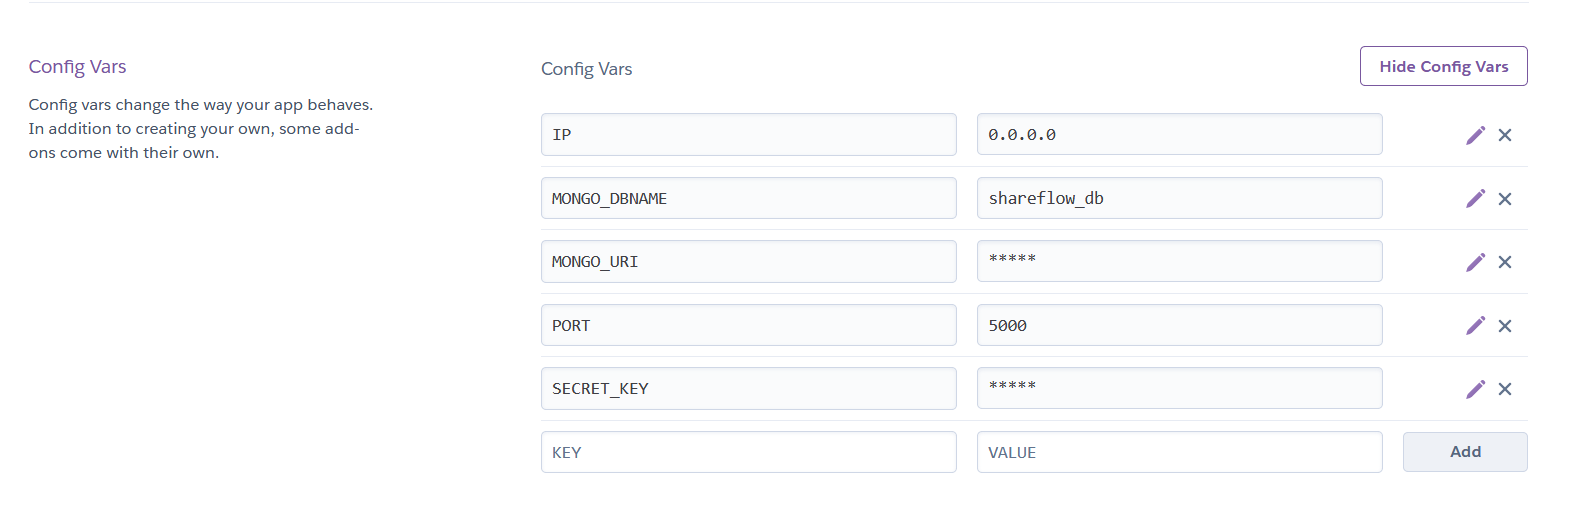 Config Vars
Config vars change the way your app behaves.
In addition to creating your own, some add-
ons come with their own.
Config Vars
Hide Config Vars
IP 0.0.0.0
MONGO_DBNAME shareflow_db
MONGO_URI *****
PORT 5000
SECRET_KEY *****
KEY VALUE Add